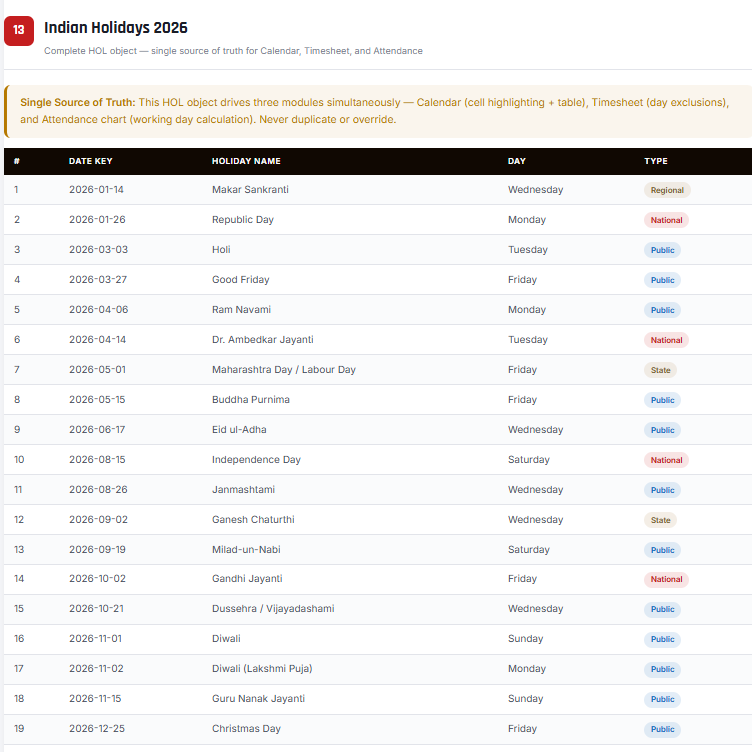 13
Indian Holidays 2026
Complete HOL object — single source of truth for Calendar, Timesheet, and Attendance
Single Source of Truth: This HOL object drives three modules simultaneously — Calendar (cell highlighting + table), Timesheet (day exclusions),
and Attendance chart (working day calculation). Never duplicate or override.
# DATE KEY HOLIDAY NAME DAY TYPE
1 2026-01-14 Makar Sankranti Wednesday Regional
2 2026-01-26 Republic Day Monday National
3 2026-03-03 Holi Tuesday Public
4 2026-03-27 Good Friday Friday Public
5 2026-04-06 Ram Navami Monday Public
6 2026-04-14 Dr. Ambedkar Jayanti Tuesday National
7 2026-05-01 Maharashtra Day / Labour Day Friday State
8 2026-05-15 Buddha Purnima Friday Public
9 2026-06-17 Eid ul-Adha Wednesday Public
10 2026-08-15 Independence Day Saturday National
11 2026-08-26 Janmashtami Wednesday Public
12 2026-09-02 Ganesh Chaturthi Wednesday State
13 2026-09-19 Milad-un-Nabi Saturday Public
14 2026-10-02 Gandhi Jayanti Friday National
15 2026-10-21 Dussehra / Vijayadashami Wednesday Public
16 2026-11-01 Diwali Sunday Public
17 2026-11-02 Diwali (Lakshmi Puja) Monday Public
18 2026-11-15 Guru Nanak Jayanti Sunday Public
19 2026-12-25 Christmas Day Friday Public